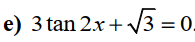 e) 3 tan 2x + √3 = 0.